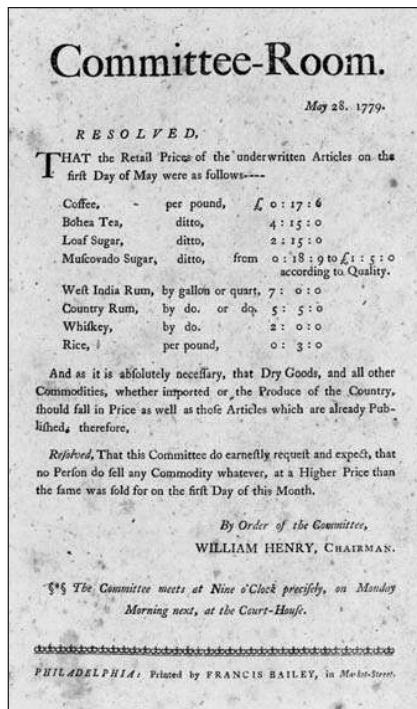 Committee-Room.
May 28. 1779.
RESOLVED,
THAT the Retail Prices of the underwritten Articles on the
firſt Day of May were as follows----
Coffee, - per pound, £ 0 : 17 : 6
Bohea Tea, ditto, 4 : 15 : 0
Loaf Sugar, ditto, 2 : 15 : 0
Muſcovado Sugar, ditto, from 0 : 18 : 9 to £ 1 : 5 : 0
according to Quality.
Weſt India Rum, by gallon or quart, 7 : 0 : 0
Country Rum, by do. or do. 5 : 5 : 0
Whiſkey, by do. 2 : 0 : 0
Rice, per pound, 0 : 3 : 0
And as it is abſolutely neceſſary, that Dry Goods, and all other
Commodities, whether imported or the Produce of the Country,
ſhould fall in Price as well as thoſe Articles which are already Pub-
liſhed, therefore,
Reſolved, That this Committee do earneſtly requeſt and expect, that
no Perſon do ſell any Commodity whatever, at a Higher Price than
the ſame was ſold for on the firſt Day of this Month.
By Order of the Committee,
WILLIAM HENRY, CHAIRMAN.
§*§ The Committee meets at Nine o'Clock preciſely, on Monday
Morning next, at the Court-Houſe.
PHILADELPHIA: Printed by FRANCIS BAILEY, in Market-Street.